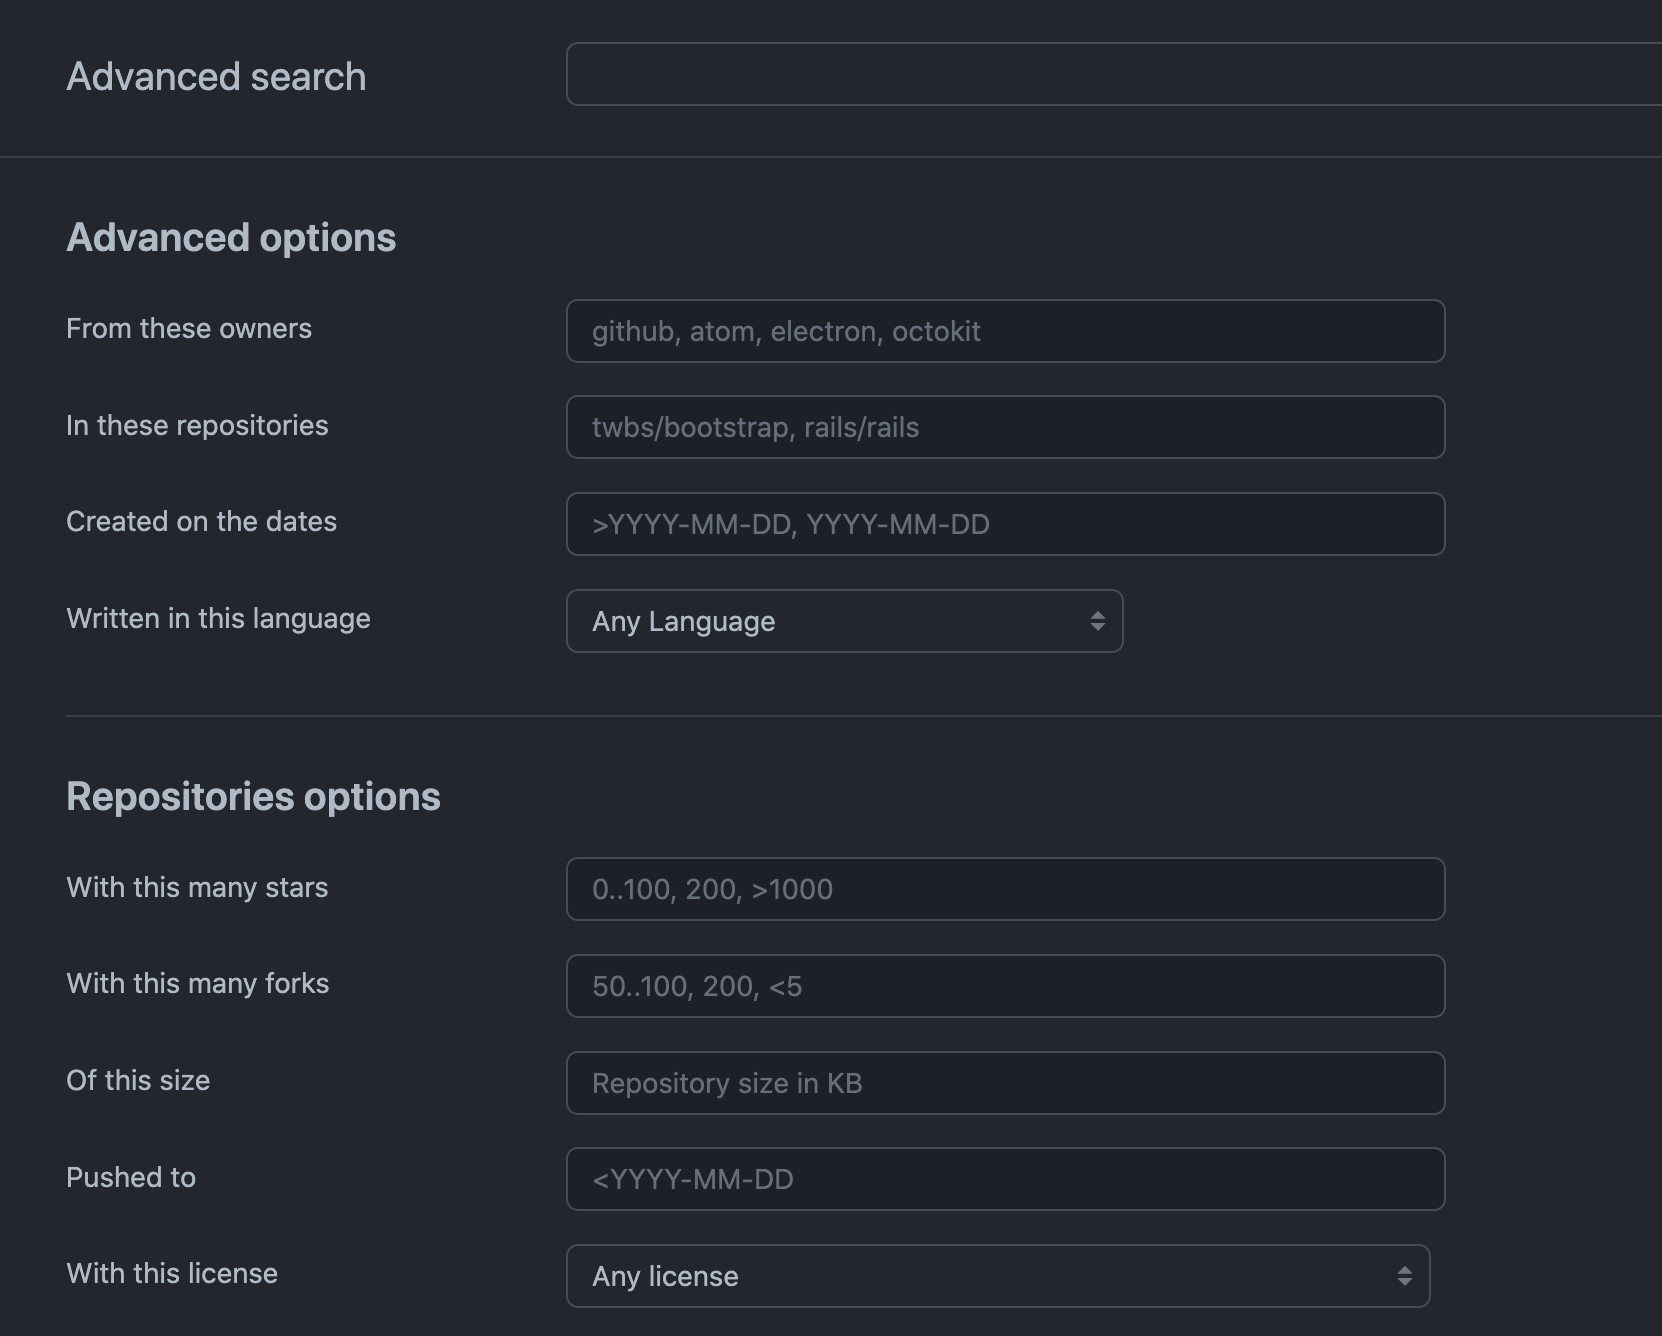 Advanced search
Advanced options
From these owners
github, atom, electron, octokit
In these repositories
twbs/bootstrap, rails/rails
Created on the dates
>YYYY-MM-DD, YYYY-MM-DD
Written in this language
Any Language
Repositories options
With this many stars
0..100, 200, >1000
With this many forks
50..100, 200, <5
Of this size
Repository size in KB
Pushed to
<YYYY-MM-DD
With this license
Any license